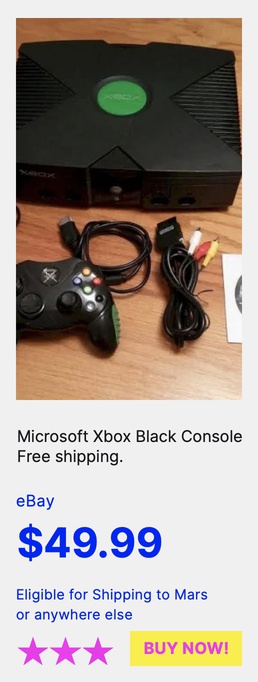 XBOX
XBOX
Microsoft Xbox Black Console
Free shipping.
eBay
$49.99
Eligible for Shipping to Mars
or anywhere else
BUY NOW!